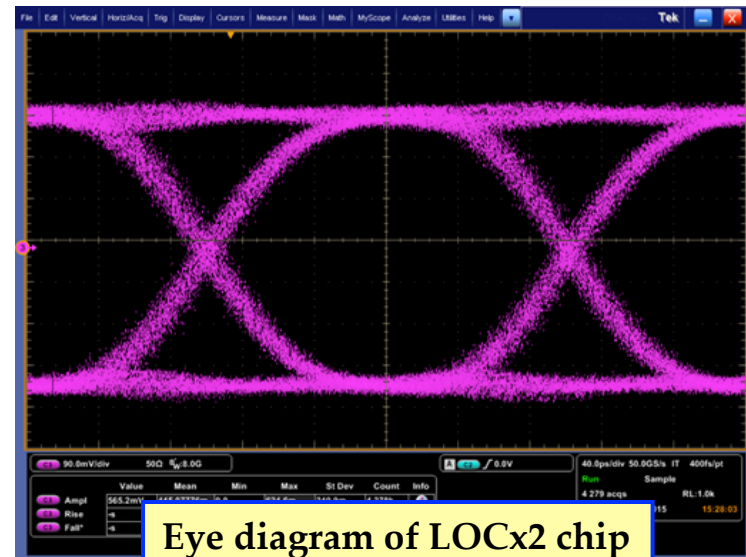 File Edit Vertical Horiz/Acq Trig Display Cursors Measure Mask Math MyScope Analyze Utilities Help Tek X
3
C3 90.0mV/div 50Ω BW:8.0G
A C3 0.0V
40.0ps/div 50.0GS/s IT 400fs/pt
Run Sample
4 279 acqs RL:1.0k
15:28:03
Value Mean Min Max St Dev Count Info
C3 Ampl 565.2mV
C3 Rise -s
C3 Fall* -s
Eye diagram of LOCx2 chip